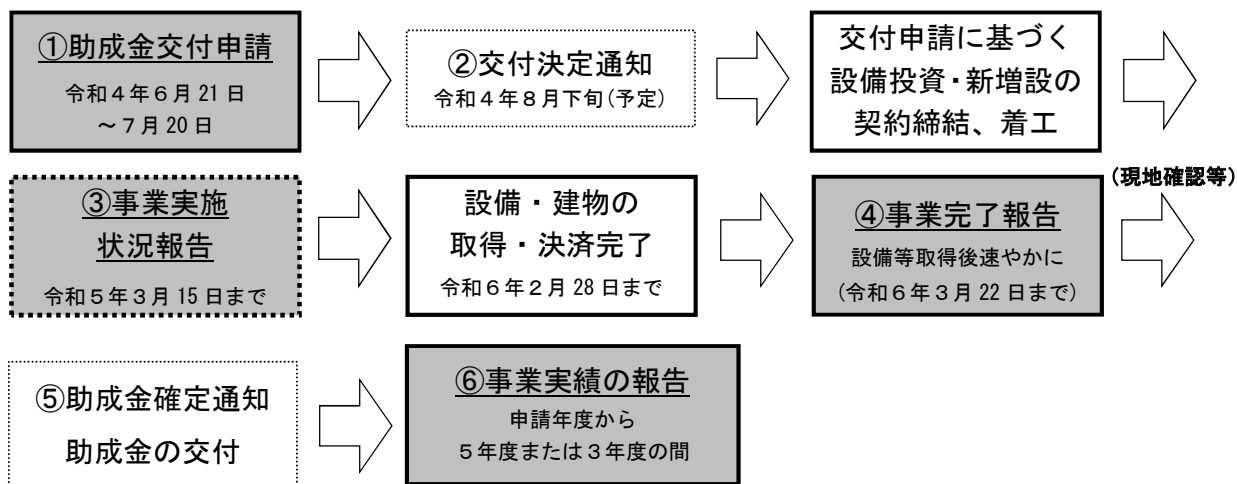 ①助成金交付申請
令和４年６月 21 日
～７月 20 日
②交付決定通知
令和４年８月下旬(予定)
交付申請に基づく
設備投資・新増設の
契約締結、着工
③事業実施
状況報告
令和５年３月 15 日まで
設備・建物の
取得・決済完了
令和６年２月 28 日まで
④事業完了報告
設備等取得後速やかに
(令和６年３月 22 日まで)
(現地確認等)
⑤助成金確定通知
助成金の交付
⑥事業実績の報告
申請年度から
５年度または３年度の間